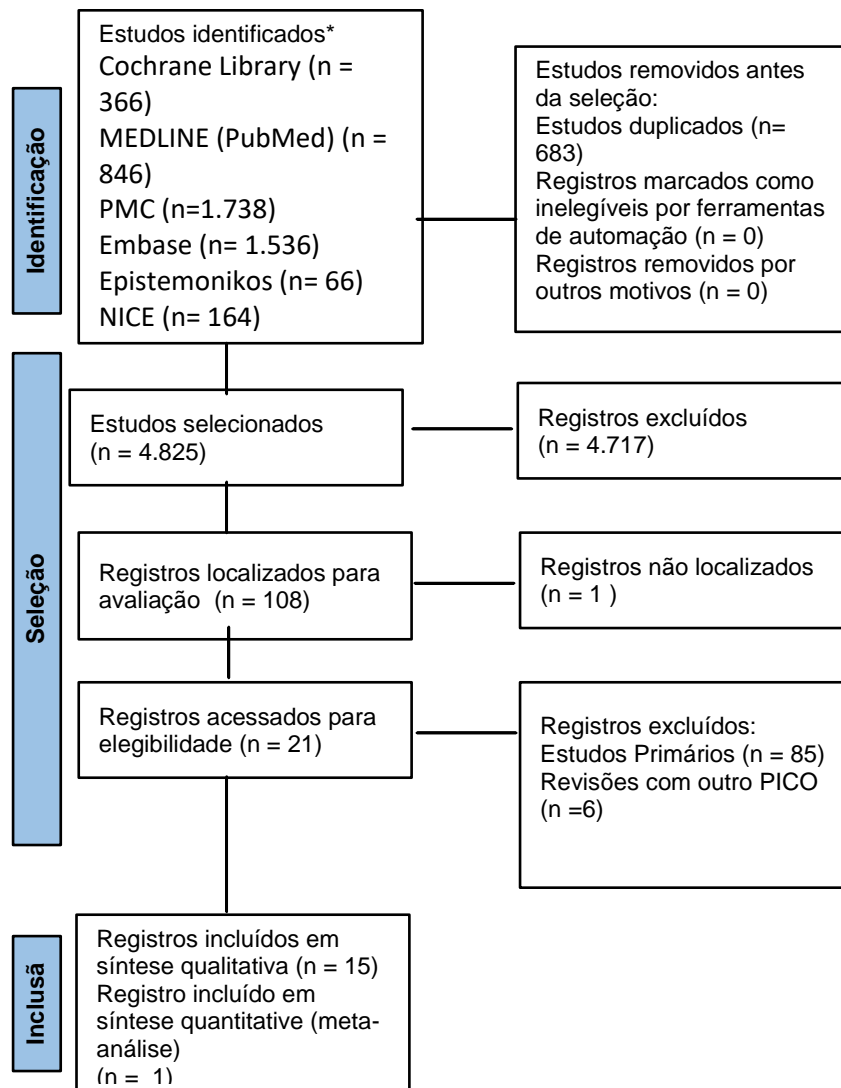 Identificação
Estudos identificados*
Cochrane Library (n =
366)
MEDLINE (PubMed) (n =
846)
PMC (n=1.738)
Embase (n= 1.536)
Epistemonikos (n= 66)
NICE (n= 164)
Estudos removidos antes
da seleção:
Estudos duplicados (n=
683)
Registros marcados como
inelegíveis por ferramentas
de automação (n = 0)
Registros removidos por
outros motivos (n = 0)
Seleção
Estudos selecionados
(n = 4.825)
Registros excluídos
(n = 4.717)
Registros localizados para
avaliação (n = 108)
Registros não localizados
(n = 1 )
Registros acessados para
elegibilidade (n = 21)
Registros excluídos:
Estudos Primários (n = 85)
Revisões com outro PICO
(n =6)
Inclusã
Registros incluídos em
síntese qualitativa (n = 15)
Registro incluído em
síntese quantitative (meta-
análise)
(n = 1)